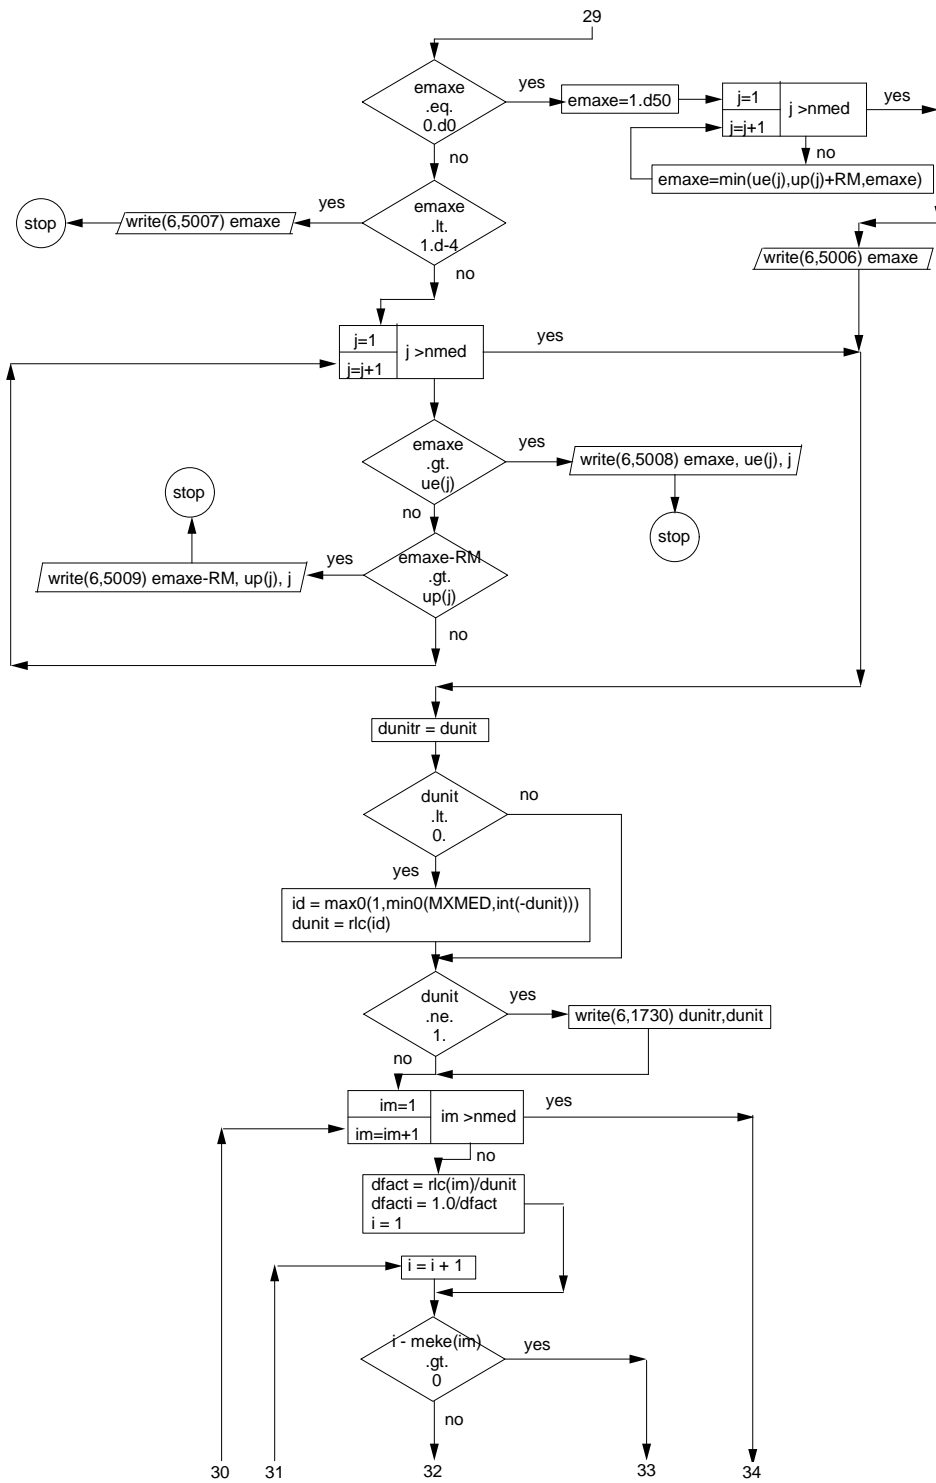 29
emaxe
.eq.
0.d0
yes
emaxe=1.d50
j=1
j=j+1
j >nmed
yes
no
no
emaxe=min(ue(j),up(j)+RM,emaxe)
emaxe
.lt.
1.d-4
yes
write(6,5007) emaxe
stop
no
write(6,5006) emaxe
j=1
j=j+1
j >nmed
yes
emaxe
.gt.
ue(j)
yes
write(6,5008) emaxe, ue(j), j
stop
no
emaxe-RM
.gt.
up(j)
yes
write(6,5009) emaxe-RM, up(j), j
stop
no
dunitr = dunit
dunit
.lt.
0.
no
yes
id = max0(1,min0(MXMED,int(-dunit)))
dunit = rlc(id)
dunit
.ne.
1.
yes
write(6,1730) dunitr,dunit
no
im=1
im=im+1
im >nmed
yes
no
dfact = rlc(im)/dunit
dfacti = 1.0/dfact
i = 1
i = i + 1
i - meke(im)
.gt.
0
yes
no
30
31
32
33
34